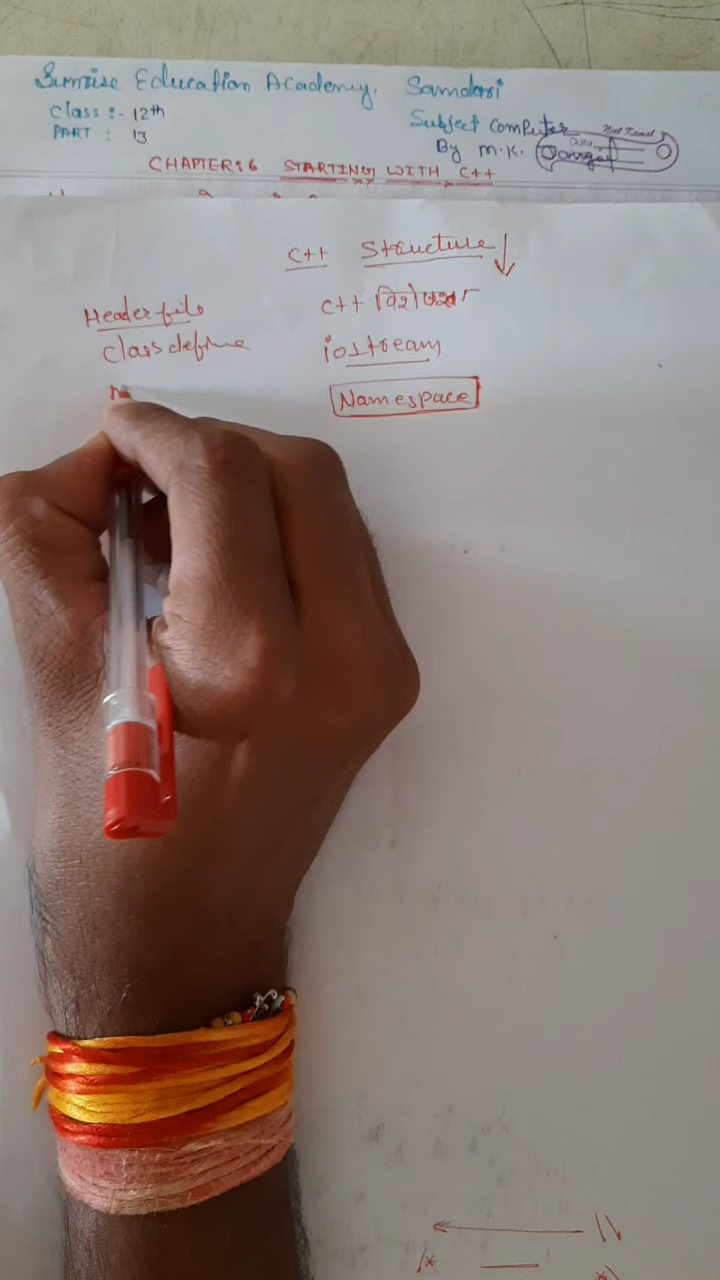 Sunrise Education Academy, Samdari
Class :- 12th
Subject Computer
PART :- 13
By M.K.
CHAPTER:6 STARTING WITH C++
C++ Structure ↓
Header file
C++
Class define
iostream
N
Namespace
/*
*/